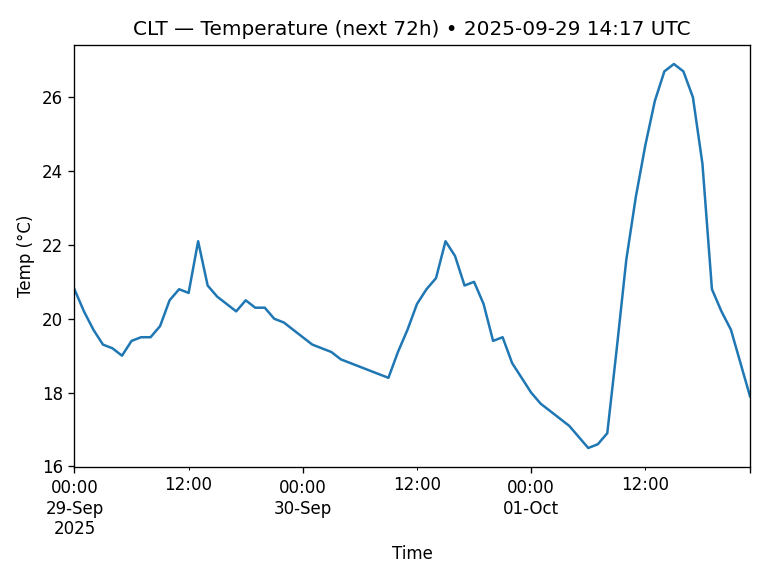 CLT — Temperature (next 72h) • 2025-09-29 14:17 UTC
Temp (°C)
26
24
22
20
18
16
00:00 12:00 00:00 12:00 00:00 12:00
29-Sep 30-Sep 01-Oct
2025
Time